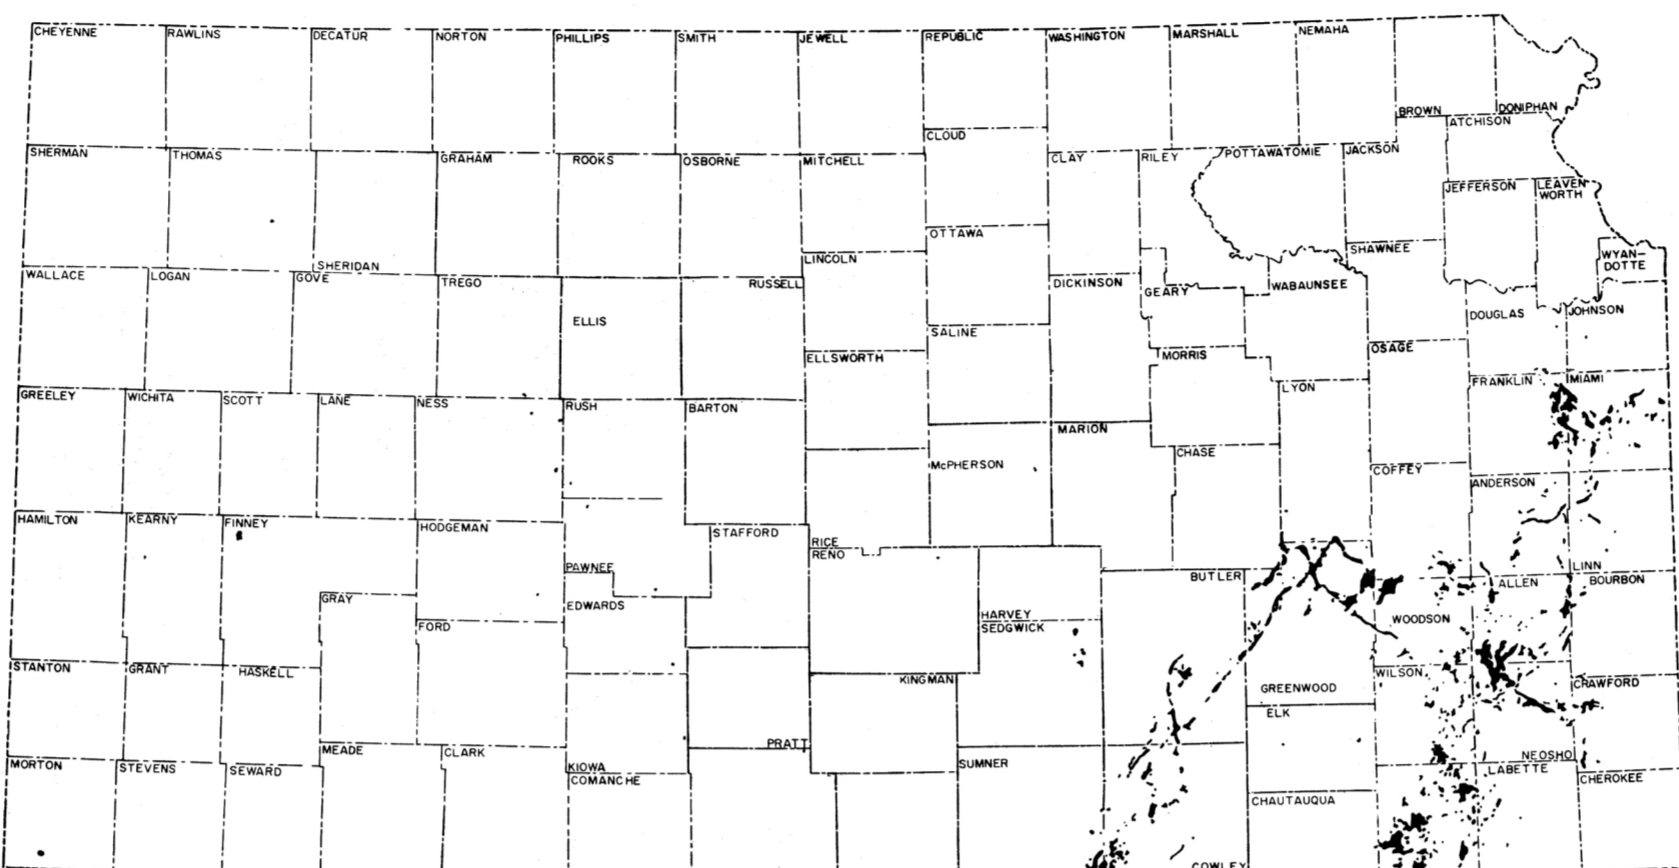 CHEYENNE
RAWLINS
DECATUR
NORTON
PHILLIPS
SMITH
JEWELL
REPUBLIC
WASHINGTON
MARSHALL
NEMAHA
BROWN
DONIPHAN
ATCHISON
CLOUD
SHERMAN
THOMAS
GRAHAM
ROOKS
OSBORNE
MITCHELL
CLAY
RILEY
POTTAWATOMIE
JACKSON
JEFFERSON
LEAVEN
WORTH
OTTAWA
SHAWNEE
LINCOLN
WYAN-
DOTTE
SHERIDAN
WALLACE
LOGAN
GOVE
TREGO
RUSSELL
DICKINSON
GEARY
WABAUNSEE
ELLIS
DOUGLAS
JOHNSON
SALINE
ELLSWORTH
MORRIS
OSAGE
GREELEY
WICHITA
SCOTT
LANE
NESS
RUSH
BARTON
LYON
FRANKLIN
MIAMI
MARION
CHASE
McPHERSON
COFFEY
ANDERSON
HAMILTON
KEARNY
FINNEY
HODGEMAN
STAFFORD
RICE
RENO
PAWNEE
LINN
BUTLER
ALLEN
BOURBON
GRAY
EDWARDS
HARVEY
SEDGWICK
WOODSON
FORD
STANTON
GRANT
HASKELL
KINGMAN
GREENWOOD
WILSON
CRAWFORD
ELK
MEADE
CLARK
PRATT
NEOSHO
MORTON
STEVENS
SEWARD
KIOWA
COMANCHE
SUMNER
LABETTE
CHEROKEE
CHAUTAUQUA
COWLEY